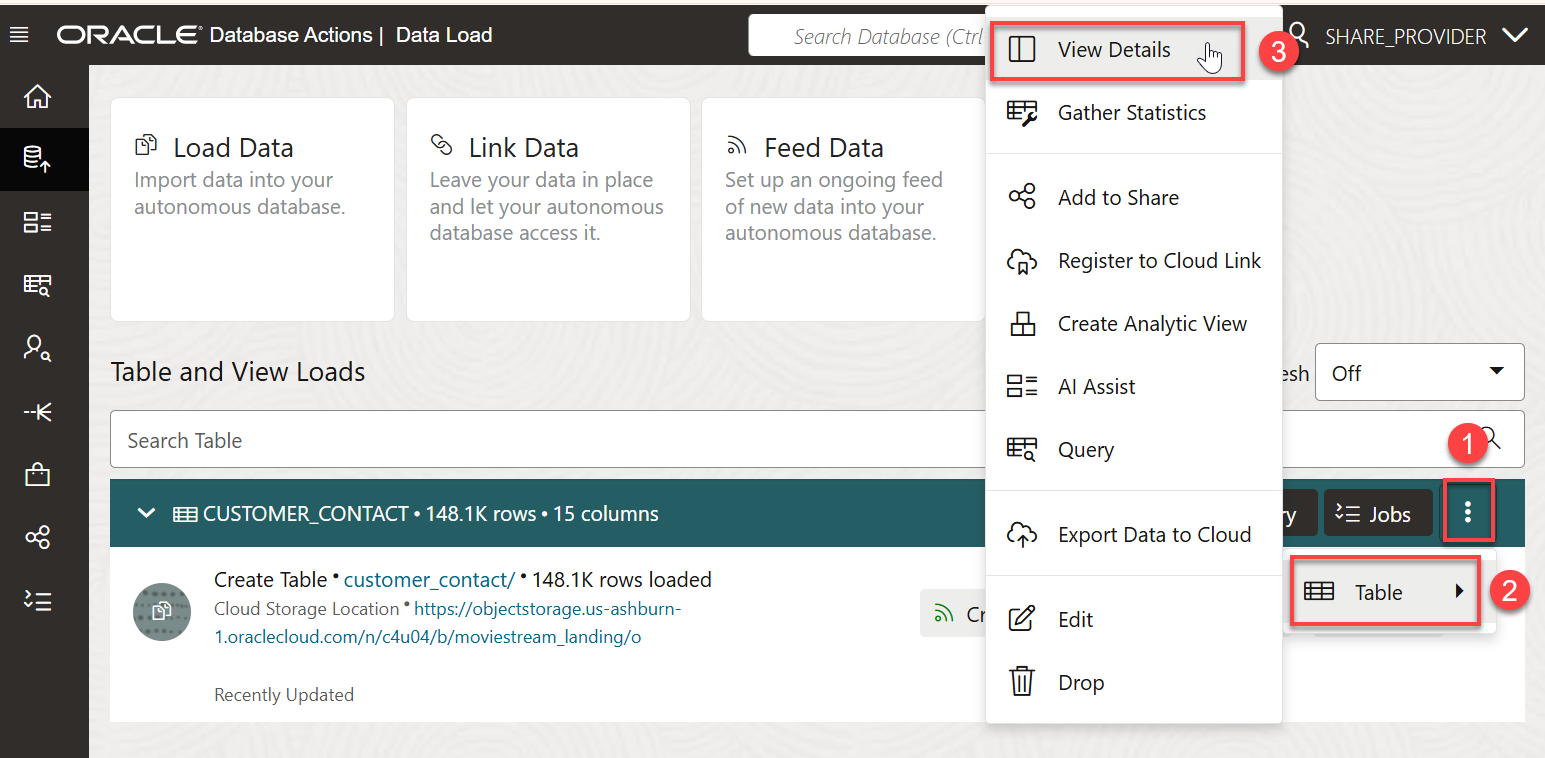 ORACLE® Database Actions | Data Load
Search Database (Ctrl
SHARE_PROVIDER
View Details
3
Gather Statistics
Add to Share
Register to Cloud Link
Create Analytic View
AI Assist
Query
Export Data to Cloud
Edit
Drop
Load Data
Import data into your
autonomous database.
Link Data
Leave your data in place
and let your autonomous
database access it.
Feed Data
Set up an ongoing feed
of new data into your
autonomous database.
Table and View Loads
esh
Off
Search Table
1
CUSTOMER_CONTACT • 148.1K rows • 15 columns
ry
Jobs
Table
2
Create Table • customer_contact/ • 148.1K rows loaded
Cloud Storage Location • https://objectstorage.us-ashburn-
1.oraclecloud.com/n/c4u04/b/moviestream_landing/o
Cr
Recently Updated